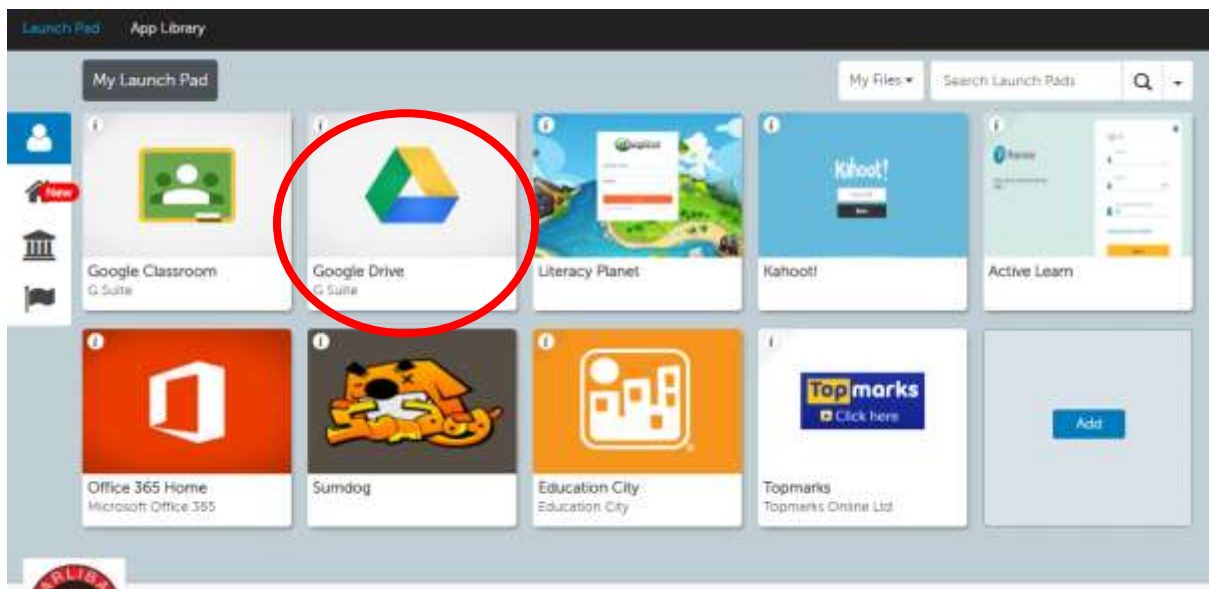 Launch Pad App Library
My Launch Pad My Files Search Launch Pads
New
Kahoot!
Google Classroom Google Drive Literacy Planet Kahoot! Active Learn
G Suite G Suite
Topmarks
Click here
Add
Office 365 Home Sumdog Education City Topmarks
Microsoft Office 365 Education City Topmarks Online Ltd